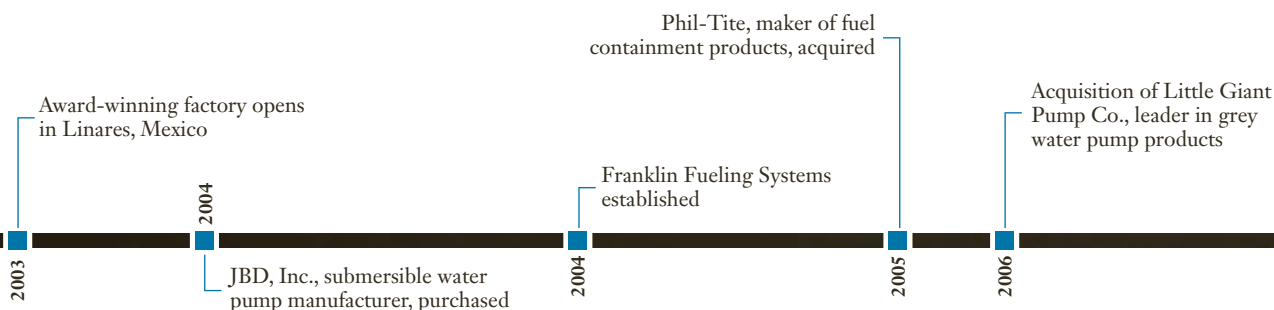 Award-winning factory opens
in Linares, Mexico
2003
2004
JBD, Inc., submersible water
pump manufacturer, purchased
Franklin Fueling Systems
established
2004
Phil-Tite, maker of fuel
containment products, acquired
2005
Acquisition of Little Giant
Pump Co., leader in grey
water pump products
2006